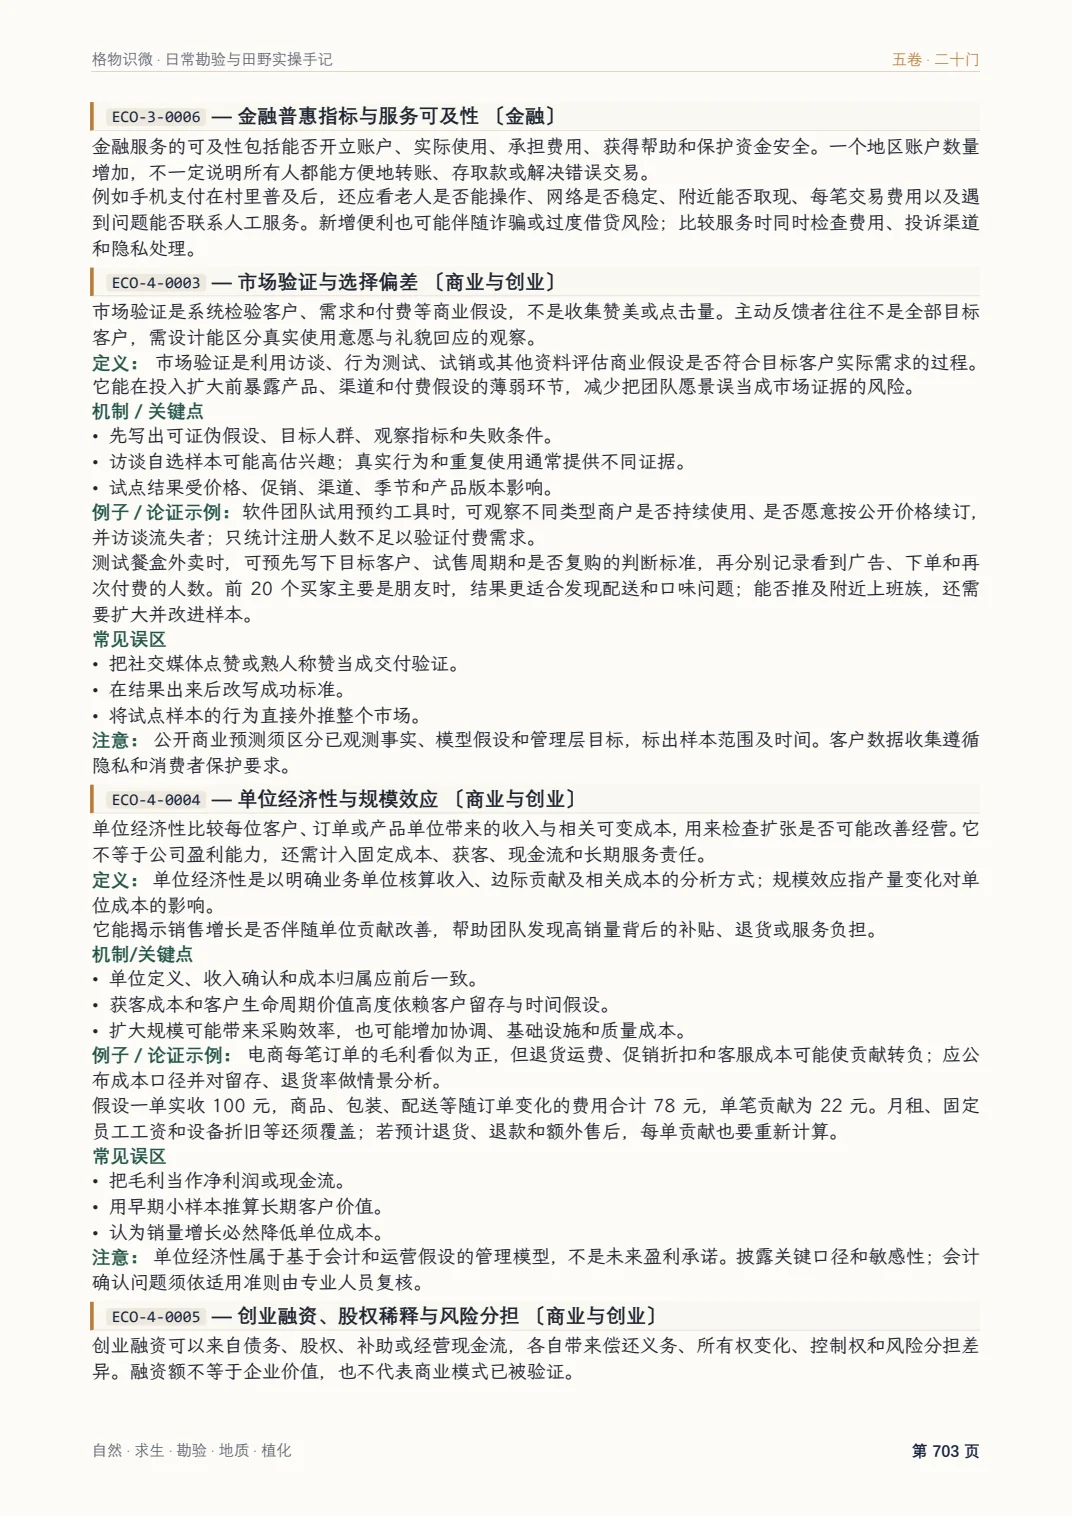 格物识微 · 日常勘验与田野实操手记
五卷 · 二十门
ECO-3-0006 — 金融普惠指标与服务可及性 〔金融〕
金融服务的可及性包括能否开立账户、实际使用、承担费用、获得帮助和保护资金安全。一个地区账户数量
增加，不一定说明所有人都能方便地转账、存取款或解决错误交易。
例如手机支付在村里普及后，还应看老人是否能操作、网络是否稳定、附近能否取现、每笔交易费用以及遇
到问题能否联系人工服务。新增便利也可能伴随诈骗或过度借贷风险；比较服务时同时检查费用、投诉渠道
和隐私处理。
ECO-4-0003 — 市场验证与选择偏差 〔商业与创业〕
市场验证是系统检验客户、需求和付费等商业假设，不是收集赞美或点击量。主动反馈者往往不是全部目标
客户，需设计能区分真实使用意愿与礼貌回应的观察。
定义： 市场验证是利用访谈、行为测试、试销或其他资料评估商业假设是否符合目标客户实际需求的过程。
它能在投入扩大前暴露产品、渠道和付费假设的薄弱环节，减少把团队愿景误当成市场证据的风险。
机制 / 关键点
• 先写出可证伪假设、目标人群、观察指标和失败条件。
• 访谈自选样本可能高估兴趣；真实行为和重复使用通常提供不同证据。
• 试点结果受价格、促销、渠道、季节和产品版本影响。
例子 / 论证示例： 软件团队试用预约工具时，可观察不同类型商户是否持续使用、是否愿意按公开价格续订，
并访谈流失者；只统计注册人数不足以验证付费需求。
测试餐盒外卖时，可预先写下目标客户、试售周期和是否复购的判断标准，再分别记录看到广告、下单和再
次付费的人数。前 20 个买家主要是朋友时，结果更适合发现配送和口味问题；能否推及附近上班族，还需
要扩大并改进样本。
常见误区
• 把社交媒体点赞或熟人称赞当成交付验证。
• 在结果出来后改写成功标准。
• 将试点样本的行为直接外推整个市场。
注意： 公开商业预测须区分已观测事实、模型假设和管理层目标，标出样本范围及时间。客户数据收集遵循
隐私和消费者保护要求。
ECO-4-0004 — 单位经济性与规模效应 〔商业与创业〕
单位经济性比较每位客户、订单或产品单位带来的收入与相关可变成本，用来检查扩张是否可能改善经营。它
不等于公司盈利能力，还需计入固定成本、获客、现金流和长期服务责任。
定义： 单位经济性是以明确业务单位核算收入、边际贡献及相关成本的分析方式；规模效应指产量变化对单
位成本的影响。
它能揭示销售增长是否伴随单位贡献改善，帮助团队发现高销量背后的补贴、退货或服务负担。
机制/关键点
• 单位定义、收入确认和成本归属应前后一致。
• 获客成本和客户生命周期价值高度依赖客户留存与时间假设。
• 扩大规模可能带来采购效率，也可能增加协调、基础设施和质量成本。
例子 / 论证示例： 电商每笔订单的毛利看似为正，但退货运费、促销折扣和客服成本可能使贡献转负；应公
布成本口径并对留存、退货率做情景分析。
假设一单实收 100 元，商品、包装、配送等随订单变化的费用合计 78 元，单笔贡献为 22 元。月租、固定
员工工资和设备折旧等还须覆盖；若预计退货、退款和额外售后，每单贡献也要重新计算。
常见误区
• 把毛利当作净利润或现金流。
• 用早期小样本推算长期客户价值。
• 认为销量增长必然降低单位成本。
注意： 单位经济性属于基于会计和运营假设的管理模型，不是未来盈利承诺。披露关键口径和敏感性；会计
确认问题须依适用准则由专业人员复核。
ECO-4-0005 — 创业融资、股权稀释与风险分担 〔商业与创业〕
创业融资可以来自债务、股权、补助或经营现金流，各自带来偿还义务、所有权变化、控制权和风险分担差
异。融资额不等于企业价值，也不代表商业模式已被验证。
自然 · 求生 · 勘验 · 地质 · 植化
第 703 页